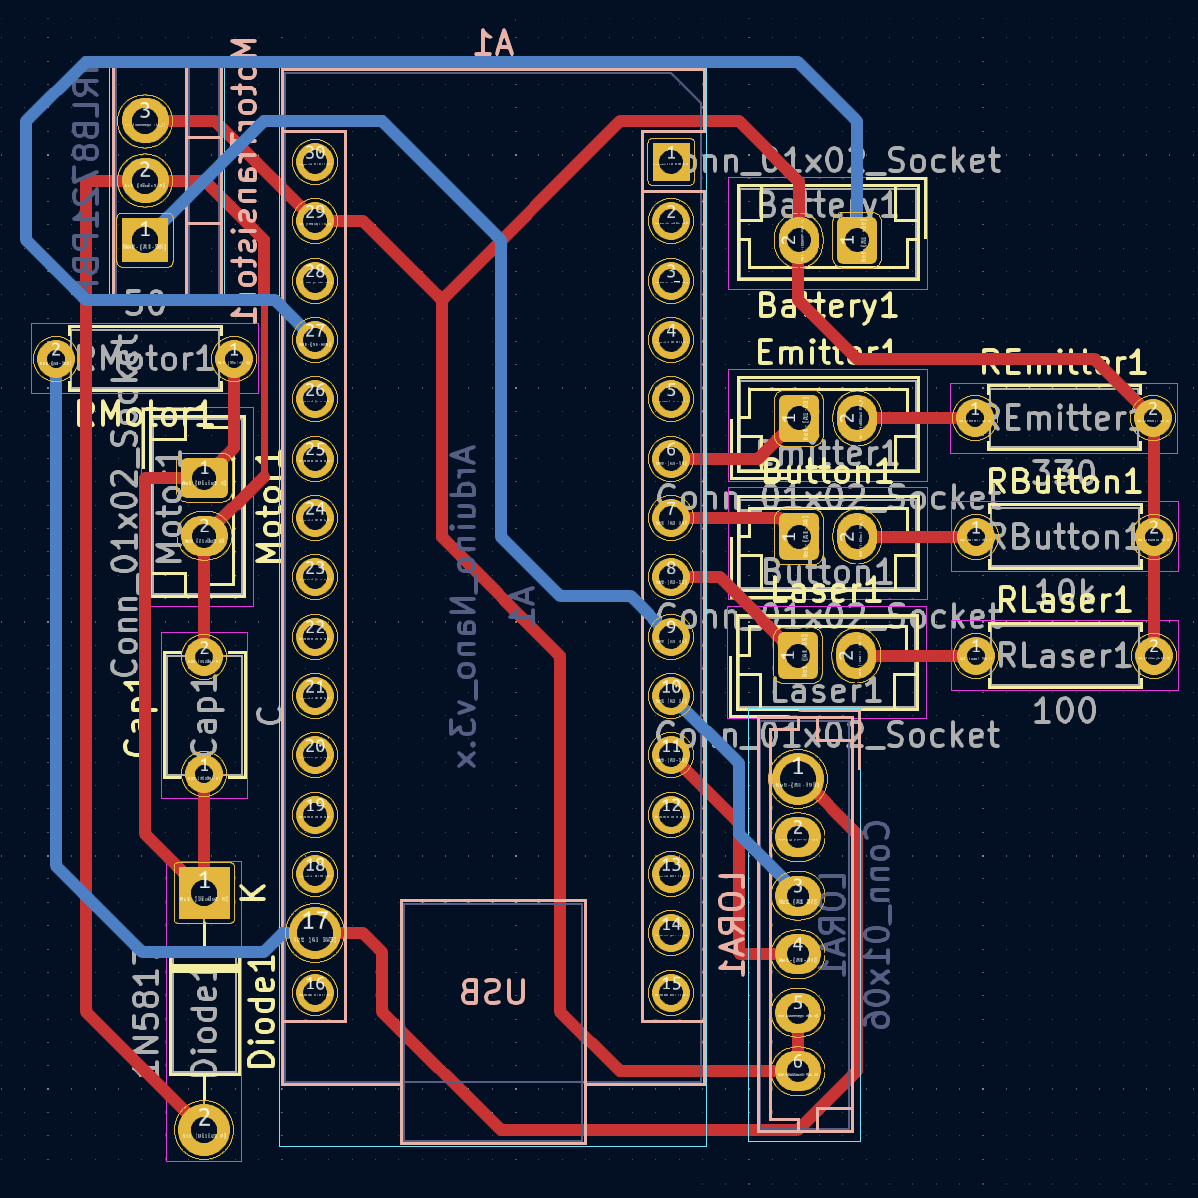 A1
MotorTransistor1
IRLB8721PBF
3
2
1
50
2
RMotor1
1
RMotor1
Conn_01x02_Socket
Motor1
1
2
Motor1
2
Cap1
Cap1
C
1
1
K
1N5817
Diode1
Diode1
2
30
29
28
27
26
25
24
23
22
21
20
19
18
17
16
Arduino_Nano_v3.x
A1
USB
1
2
3
4
5
6
7
8
9
10
11
12
13
14
15
Conn_01x02_Socket
Battery1
2
1
Battery1
Emitter1
1
2
Emitter1
Conn_01x02_Socket
Button1
1
2
Button1
Conn_01x02_Socket
Laser1
1
2
Laser1
Conn_01x02_Socket
REmitter1
1
REmitter1
2
330
RButton1
1
RButton1
2
10k
RLaser1
1
RLaser1
2
100
1
2
3
4
5
6
LORA1
LORA1
Conn_01x06